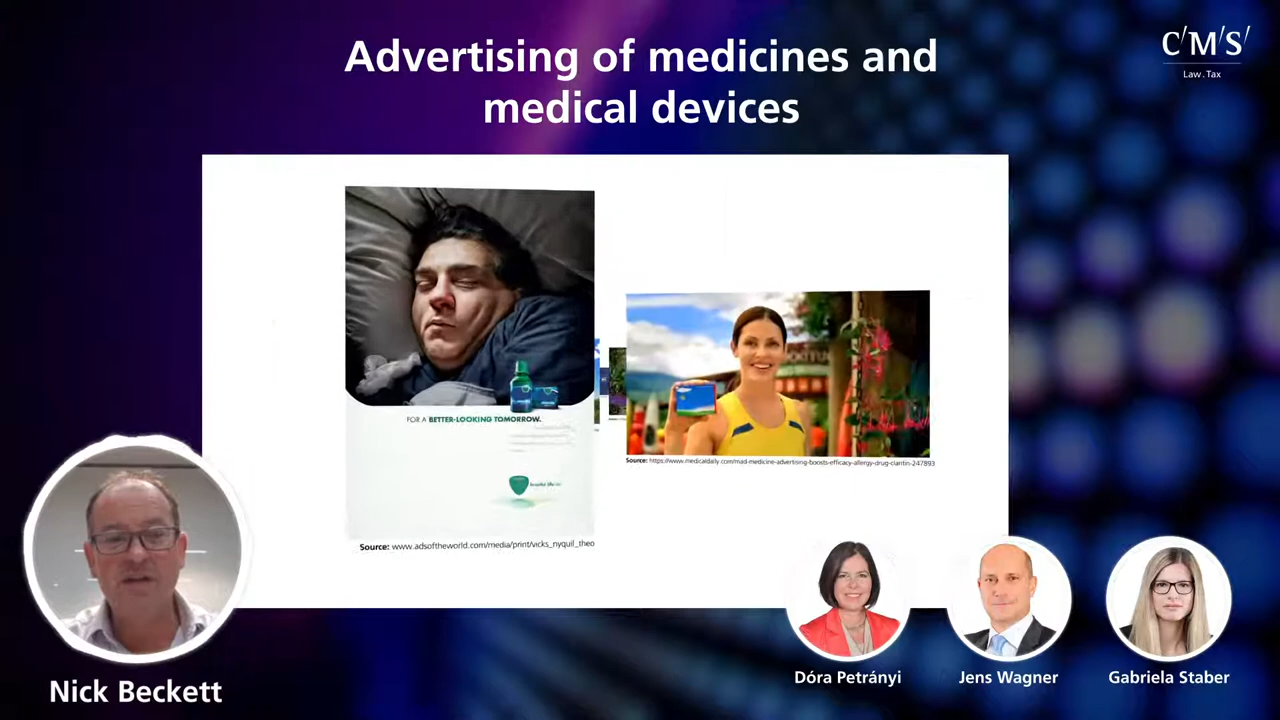 Advertising of medicines and
medical devices
C/M/S/
Law.Tax
FOR A BETTER-LOOKING TOMORROW.
Source: www.adsoftheworld.com/media/print/vicks_nyquil_theo
Source: https://www.medicaldaily.com/mad-medicine-advertising-boosts-efficacy-allergy-drug-claritin-247893
Nick Beckett
Dóra Petrányi
Jens Wagner
Gabriela Staber